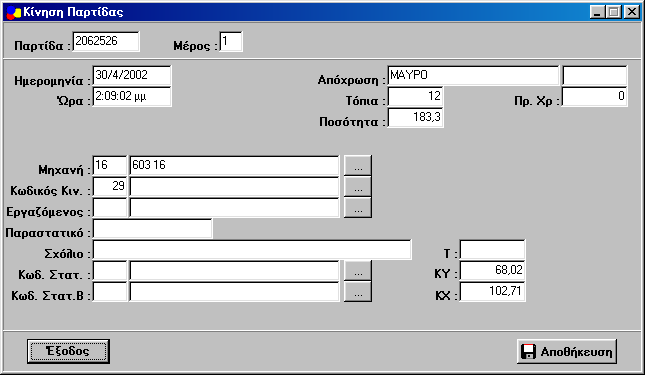 Κίνηση Παρτίδας
Παρτίδα : 2062526 Μέρος : 1
Ημερομηνία : 30/4/2002 Απόχρωση : ΜΑΥΡΟ
Ώρα : 2:09:02 μμ Τόπια : 12 Πρ. Χρ : 0
Ποσότητα : 183,3
Μηχανή : 16 603 16 ...
Κωδικός Κιν. : 29 ...
Εργαζόμενος : ...
Παραστατικό :
Σχόλιο : Τ :
Κωδ. Στατ. : ... ΚΥ : 68,02
Κωδ. Στατ.Β : ... ΚΧ : 102,71
Έξοδος Αποθήκευση